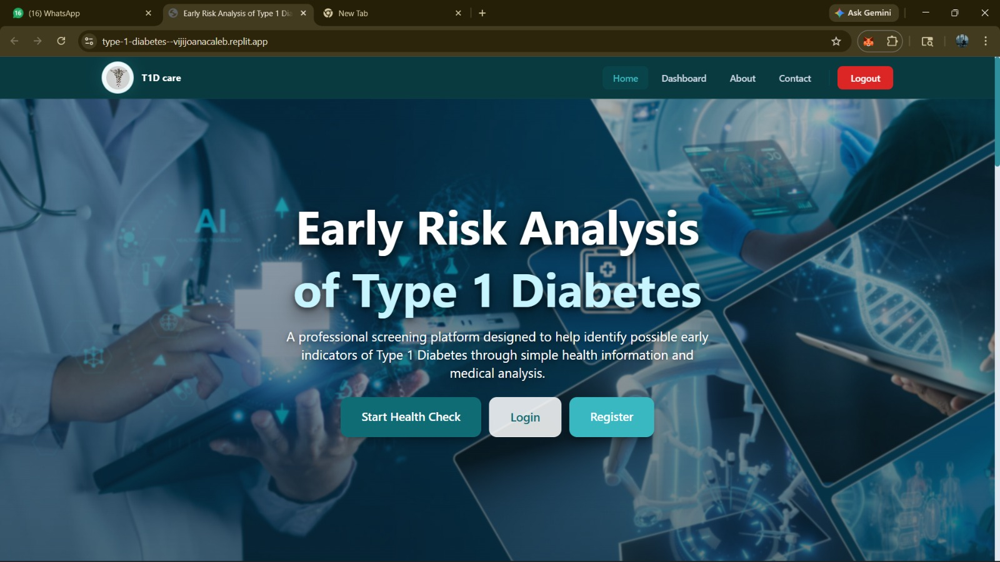 16
(16) WhatsApp
Early Risk Analysis of Type 1 Dia
New Tab
Ask Gemini
type-1-diabetes--vijijoanacaleb.replit.app
T1D care
Home
Dashboard
About
Contact
Logout
AI
Early Risk Analysis
of Type 1 Diabetes
A professional screening platform designed to help identify possible early
indicators of Type 1 Diabetes through simple health information and
medical analysis.
Start Health Check
Login
Register